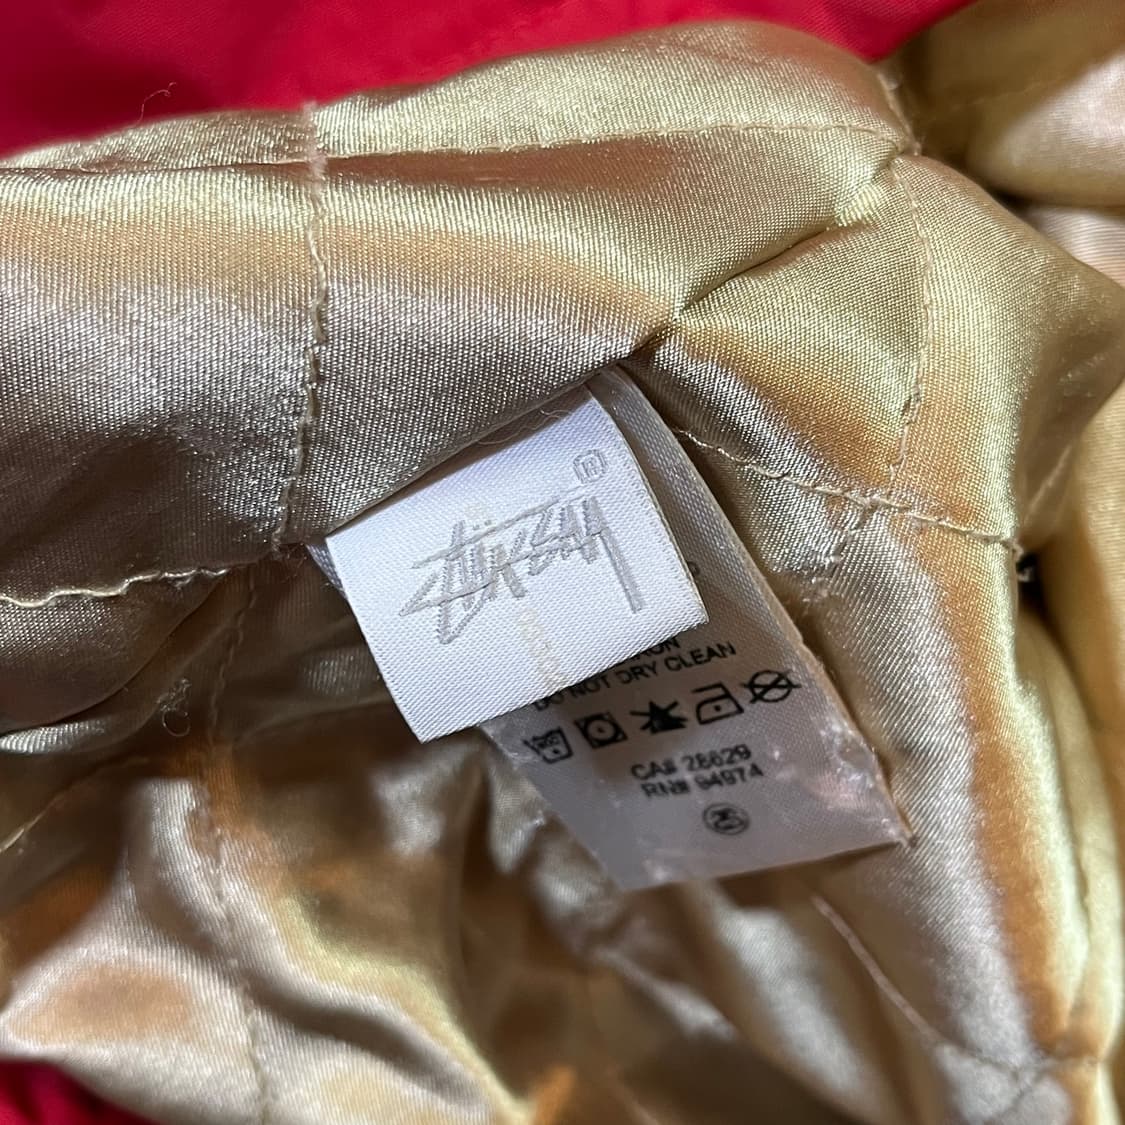 STÜSSY ®
DO NOT DRY CLEAN
CA# 28629
RN# 94974